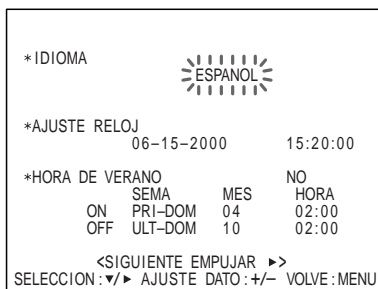 *IDIOMA
ESPANOL
*AJUSTE RELOJ
06-15-2000 15:20:00
*HORA DE VERANO NO
SEMA MES HORA
ON PRI-DOM 04 02:00
OFF ULT-DOM 10 02:00
<SIGUIENTE EMPUJAR ►>
SELECCION:▼/► AJUSTE DATO:+/– VOLVE:MENU